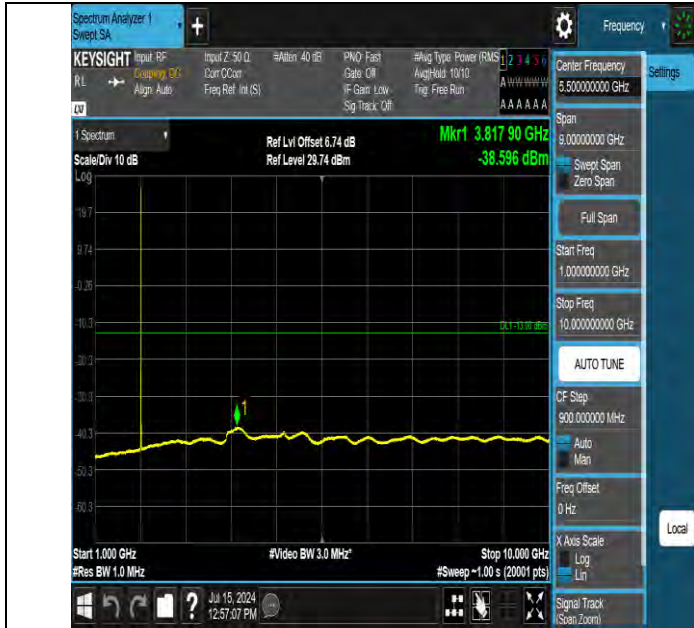 Spectrum Analyzer 1
Swept SA
Frequency
KEYSIGHT
RL
Input: RF
Coupling: DC
Align: Auto
Input Z: 50 Ω
Corr CCorr
Freq Ref: Int (S)
#Atten: 40 dB
PNO: Fast
Gate: Off
IF Gain: Low
Sig Track: Off
#Avg Type: Power (RMS
Avg|Hold: 10/10
Trig: Free Run
1 2 3 4 5 6
A W W W W W
A A A A A A
LXI
1 Spectrum
Scale/Div 10 dB
Log
Ref Lvl Offset 6.74 dB
Ref Level 29.74 dBm
Mkr1 3.817 90 GHz
-38.596 dBm
19.7
9.74
-0.26
-10.3
DL1 -13.00 dBm
-20.3
-30.3
1
-40.3
-50.3
-60.3
Start 1.000 GHz
#Video BW 3.0 MHz*
Stop 10.000 GHz
#Res BW 1.0 MHz
#Sweep ~1.00 s (20001 pts)
?
Jul 15, 2024
12:57:07 PM
Center Frequency
5.500000000 GHz
Settings
Span
9.00000000 GHz
Swept Span
Zero Span
Full Span
Start Freq
1.000000000 GHz
Stop Freq
10.000000000 GHz
AUTO TUNE
CF Step
900.000000 MHz
Auto
Man
Freq Offset
0 Hz
Local
X Axis Scale
Log
Lin
Signal Track
(Span Zoom)